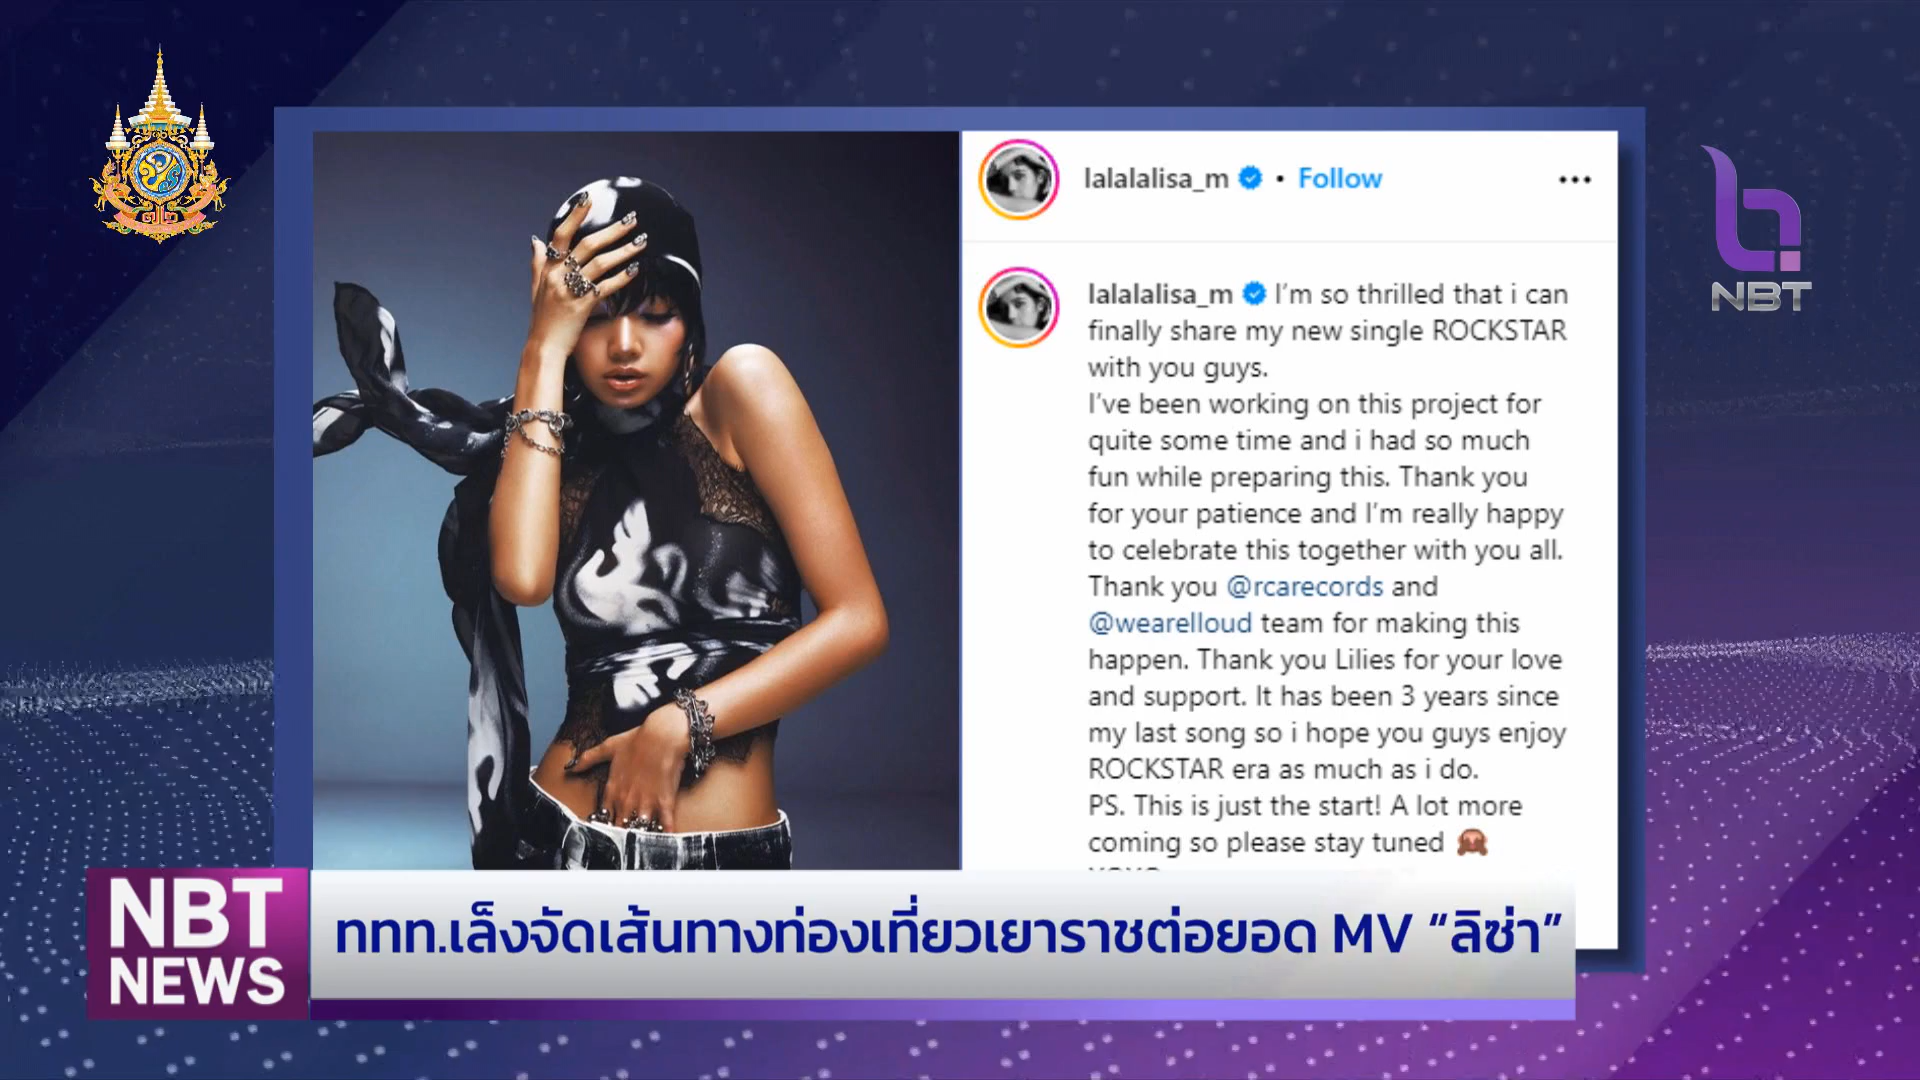 ๗๒
NBT
lalalalisa_m • Follow
lalalalisa_m I'm so thrilled that i can
finally share my new single ROCKSTAR
with you guys.
I've been working on this project for
quite some time and i had so much
fun while preparing this. Thank you
for your patience and I'm really happy
to celebrate this together with you all.
Thank you @rcarecords and
@wearelloud team for making this
happen. Thank you Lilies for your love
and support. It has been 3 years since
my last song so i hope you guys enjoy
ROCKSTAR era as much as i do.
PS. This is just the start! A lot more
coming so please stay tuned
NBT
NEWS
ททท.เล็งจัดเส้นทางท่องเที่ยวเยาราชต่อยอด MV “ลิซ่า”